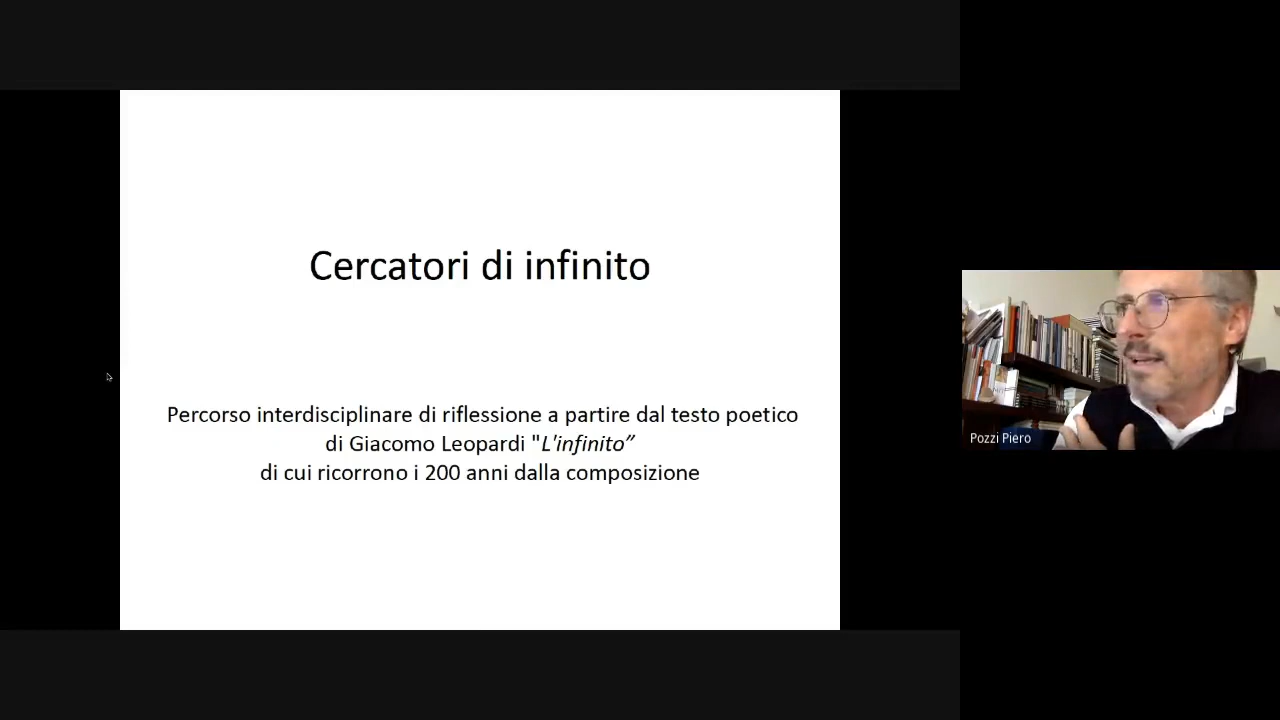 Cercatori di infinito
Percorso interdisciplinare di riflessione a partire dal testo poetico
di Giacomo Leopardi "L'infinito”
di cui ricorrono i 200 anni dalla composizione
Pozzi Piero